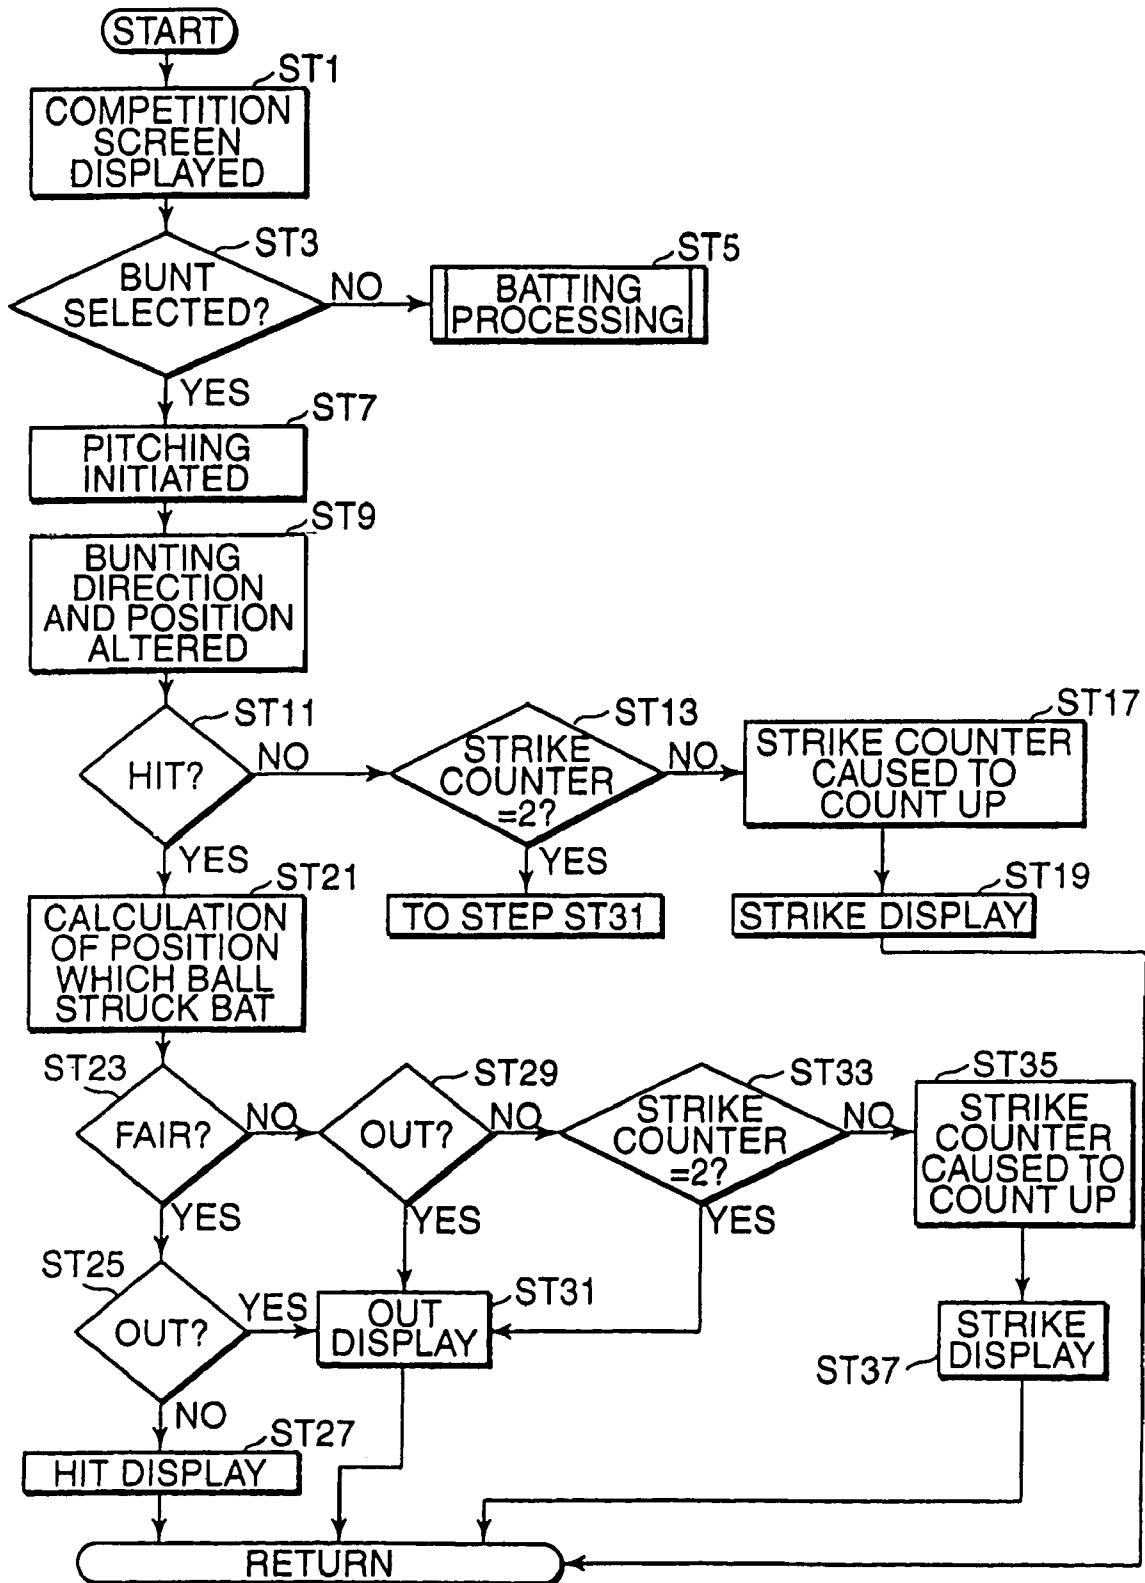 START
ST1
COMPETITION
SCREEN
DISPLAYED
ST3
BUNT
SELECTED?
NO
ST5
BATTING
PROCESSING
YES
ST7
PITCHING
INITIATED
ST9
BUNTING
DIRECTION
AND POSITION
ALTERED
ST11
HIT?
NO
ST13
STRIKE
COUNTER
=2?
NO
ST17
STRIKE COUNTER
CAUSED TO
COUNT UP
YES
YES
TO STEP ST31
ST19
STRIKE DISPLAY
ST21
CALCULATION
OF POSITION
WHICH BALL
STRUCK BAT
ST23
FAIR?
NO
ST29
OUT?
NO
ST33
STRIKE
COUNTER
=2?
NO
ST35
STRIKE
COUNTER
CAUSED TO
COUNT UP
YES
YES
YES
ST25
OUT?
YES
ST31
OUT
DISPLAY
ST37
STRIKE
DISPLAY
NO
ST27
HIT DISPLAY
RETURN